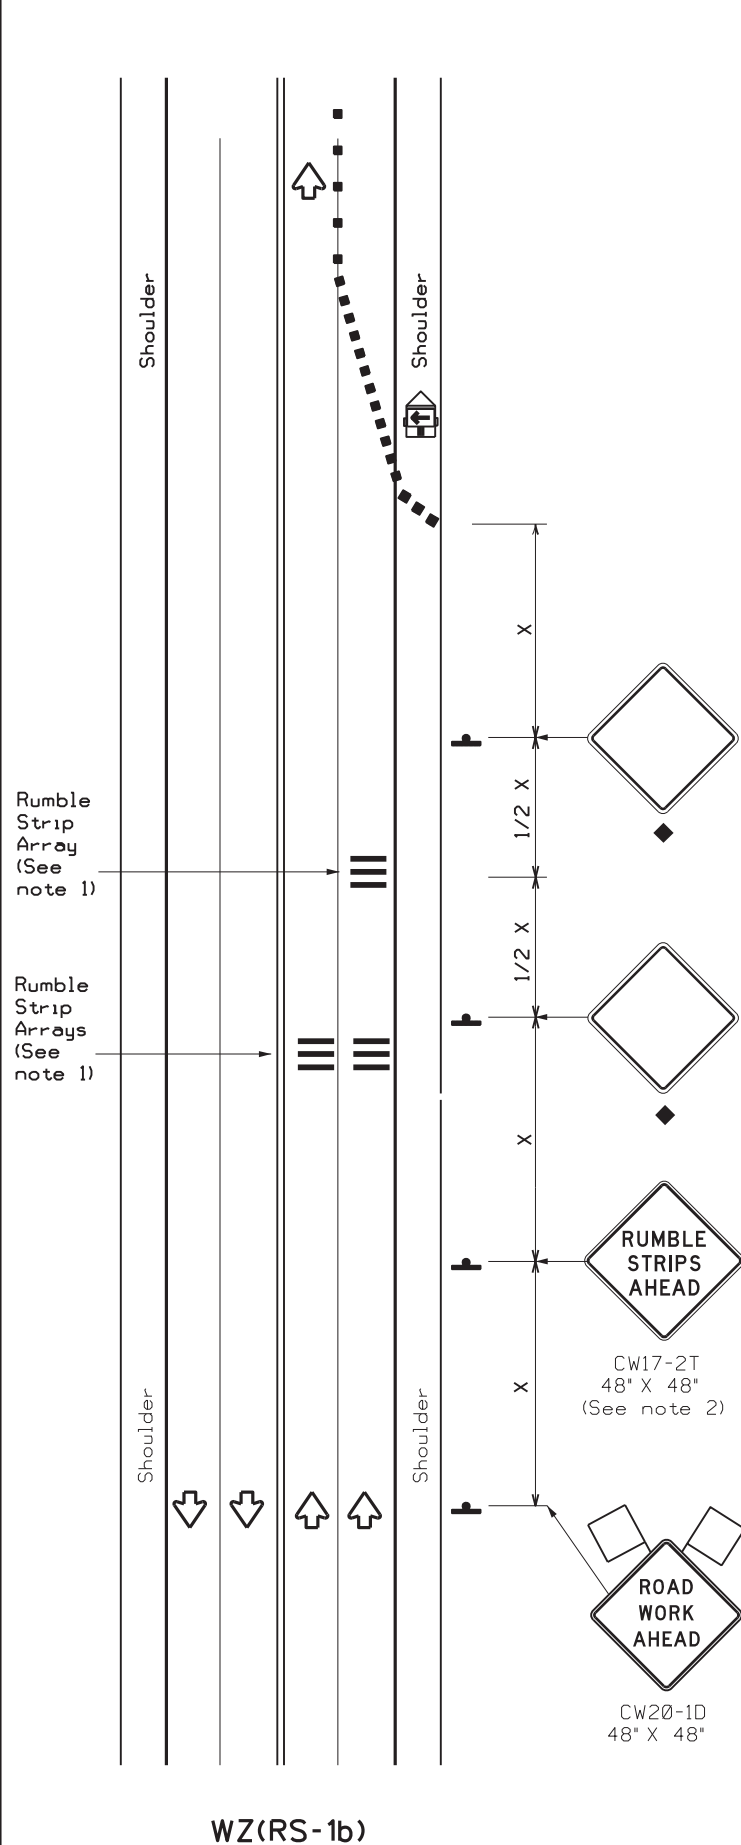 Shoulder
Shoulder
X
1/2 X
Rumble
Strip
Array
(See
note 1)
1/2 X
Rumble
Strip
Arrays
(See
note 1)
X
RUMBLE
STRIPS
AHEAD
CW17-2T
48" X 48"
(See note 2)
X
Shoulder
Shoulder
ROAD
WORK
AHEAD
CW20-1D
48" X 48"
WZ(RS-1b)